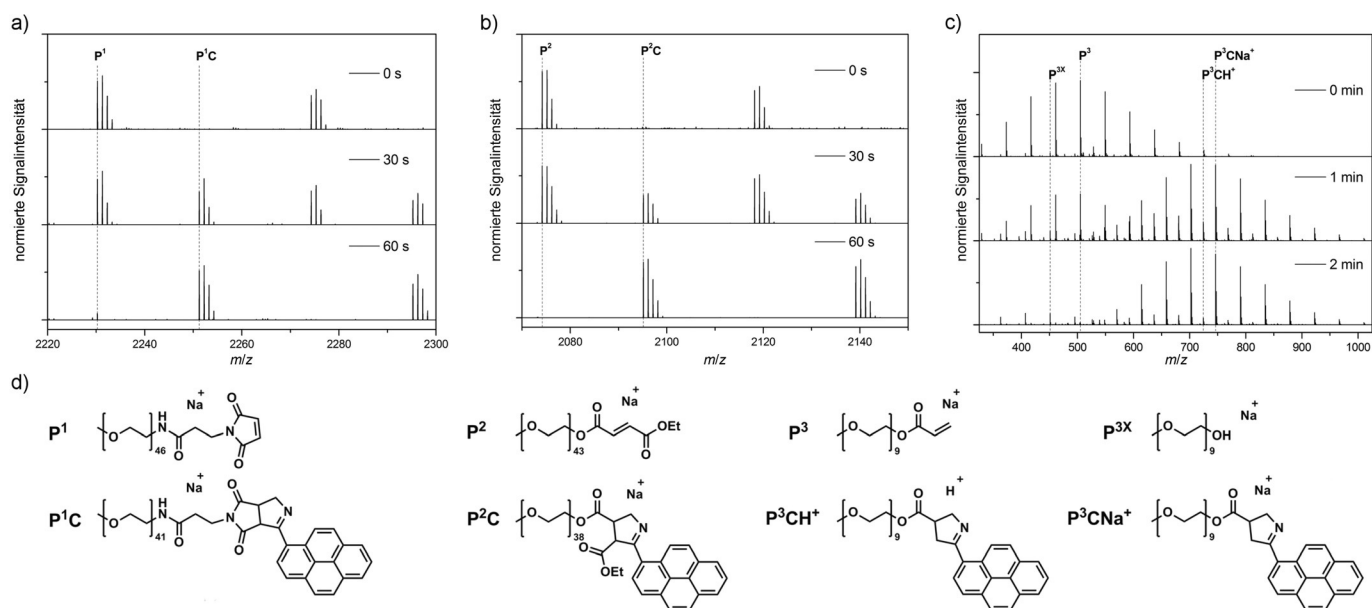 a)
P¹
P¹C
0 s
30 s
60 s
normierte Signalintensität
2220 2240 2260 2280 2300
m/z
b)
P²
P²C
0 s
30 s
60 s
normierte Signalintensität
2080 2100 2120 2140
m/z
c)
P³ˣ
P³
P³CNa⁺
P³CH⁺
0 min
1 min
2 min
normierte Signalintensität
400 500 600 700 800 900 1000
m/z
d)
P¹
O 46 H N O Na⁺ N O O
P²
O 43 O O Na⁺ OEt O
P³
O 9 O O Na⁺
P³ˣ
O 9 OH Na⁺
P¹C
O 41 H N O Na⁺ N O O N
P²C
O 38 O O Na⁺ N O OEt
P³CH⁺
O 9 O O H⁺ N
P³CNa⁺
O 9 O O Na⁺ N